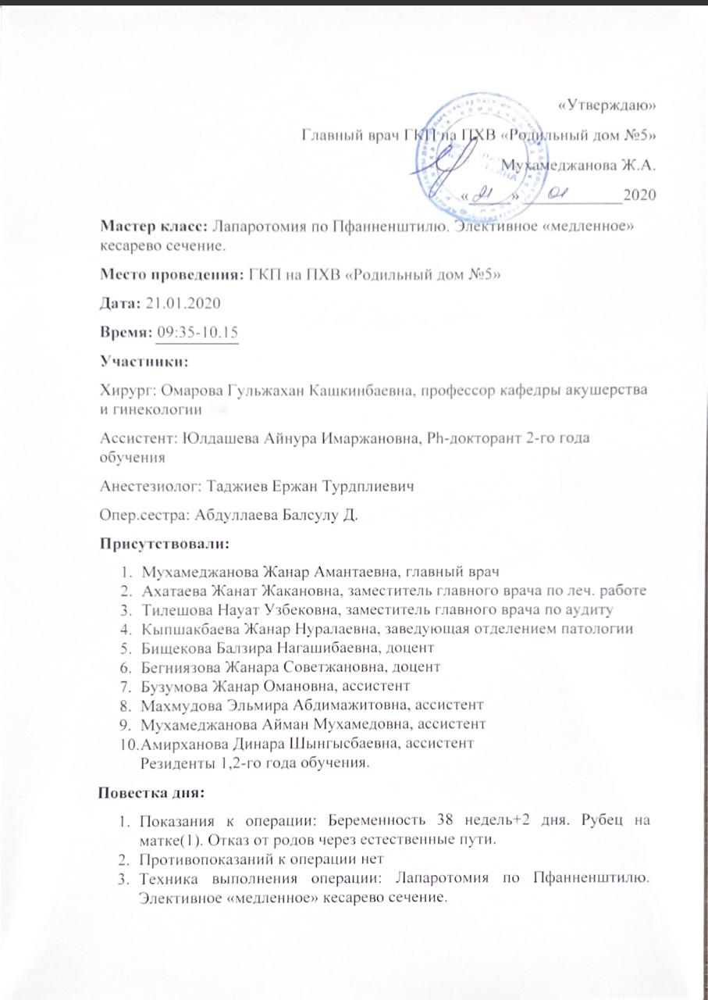 «Утверждаю»
Главный врач ГКП на ПХВ «Родильный дом №5»
Мухамеджанова Ж.А.
«21» 01 2020
Мастер класс: Лапаротомия по Пфанненштилю. Элективное «медленное»
кесарево сечение.
Место проведения: ГКП на ПХВ «Родильный дом №5»
Дата: 21.01.2020
Время: 09:35-10.15
Участники:
Хирург: Омарова Гульжахан Кашкинбаевна, профессор кафедры акушерства
и гинекологии
Ассистент: Юлдашева Айнура Имаржановна, Ph-докторант 2-го года
обучения
Анестезиолог: Таджиев Ержан Турдплиевич
Опер.сестра: Абдуллаева Балсулу Д.
Присутствовали:
1. Мухамеджанова Жанар Амантаевна, главный врач
2. Ахатаева Жанат Жакановна, заместитель главного врача по леч. работе
3. Тилешова Науат Узбековна, заместитель главного врача по аудиту
4. Кыпшакбаева Жанар Нуралаевна, заведующая отделением патологии
5. Бищекова Балзира Нагашибаевна, доцент
6. Бегниязова Жанара Советжановна, доцент
7. Бузумова Жанар Омановна, ассистент
8. Махмудова Эльмира Абдимажитовна, ассистент
9. Мухамеджанова Айман Мухамедовна, ассистент
10.Амирханова Динара Шынгысбаевна, ассистент
Резиденты 1,2-го года обучения.
Повестка дня:
1. Показания к операции: Беременность 38 недель+2 дня. Рубец на
матке(1). Отказ от родов через естественные пути.
2. Противопоказаний к операции нет
3. Техника выполнения операции: Лапаротомия по Пфанненштилю.
Элективное «медленное» кесарево сечение.